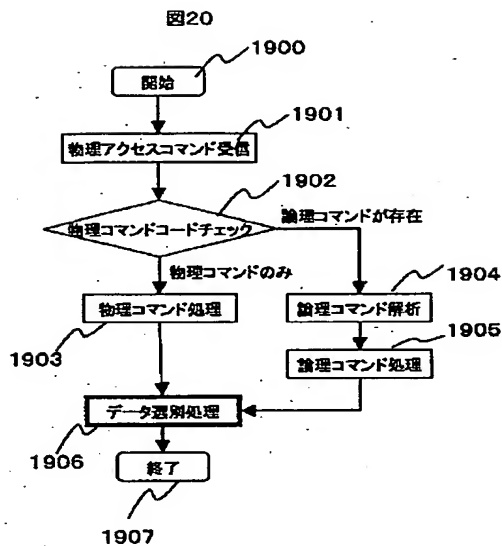 図20
1900
開始
1901
物理アクセスコマンド受信
1902
物理コマンドコードチェック
論理コマンドが存在
物理コマンドのみ
1904
物理コマンド処理
論理コマンド解析
1903
1905
論理コマンド処理
データ選別処理
1906
終了
1907